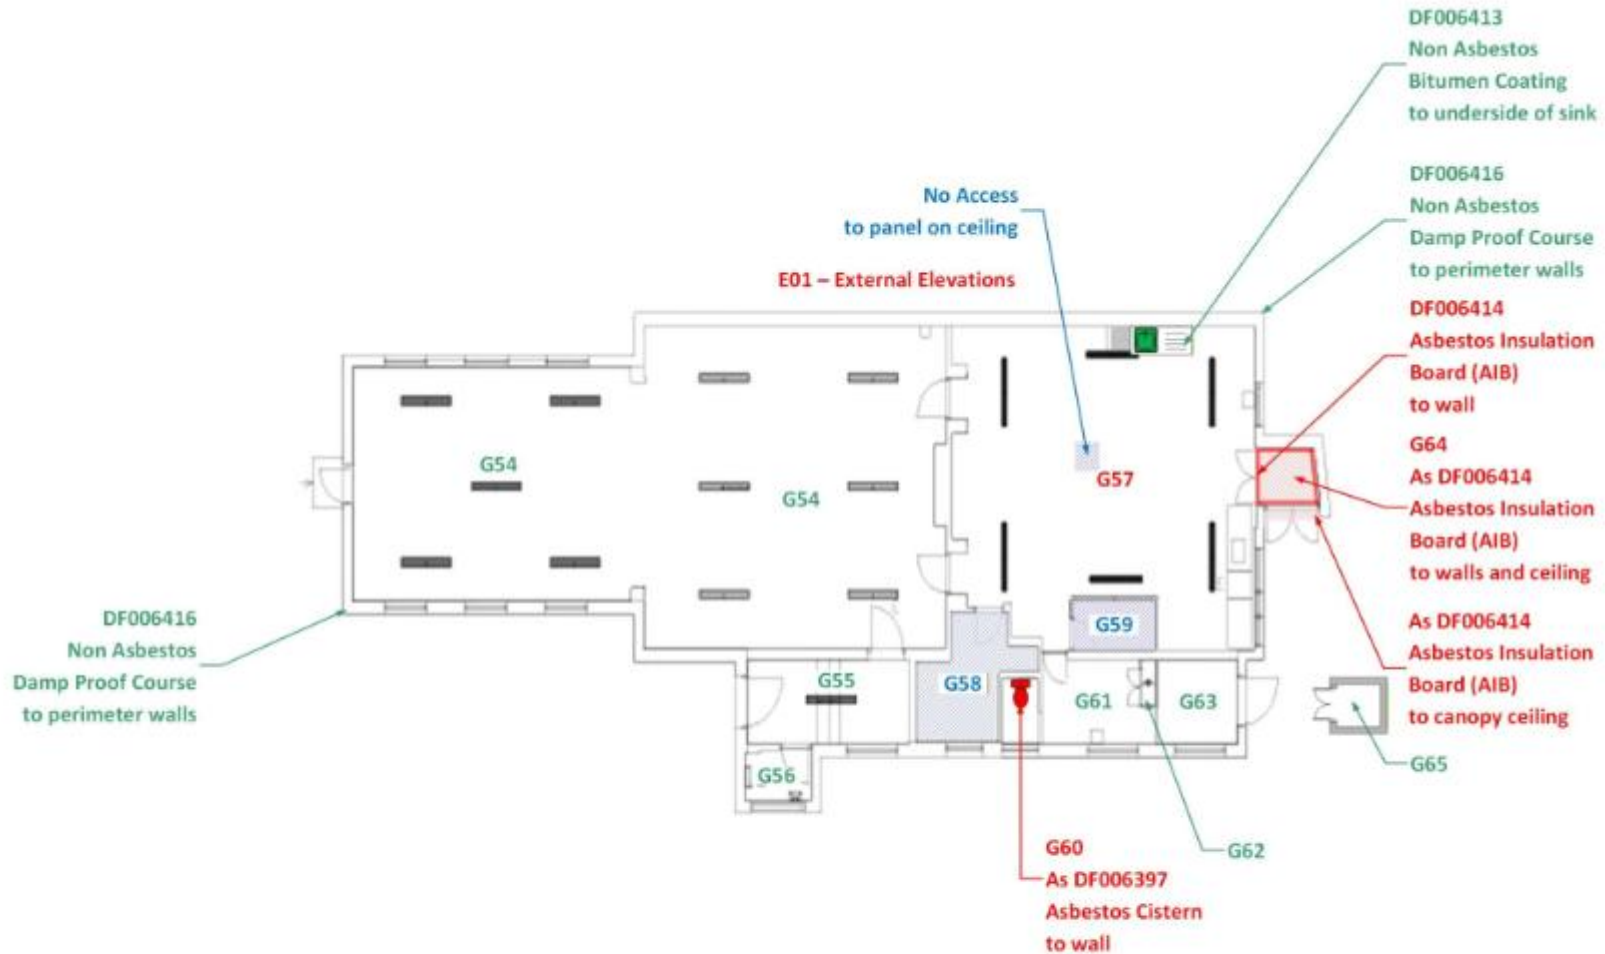 DF006413
Non Asbestos
Bitumen Coating
to underside of sink
DF006416
Non Asbestos
Damp Proof Course
to perimeter walls
No Access
to panel on ceiling
E01 – External Elevations
DF006414
Asbestos Insulation
Board (AIB)
to wall
G64
As DF006414
Asbestos Insulation
Board (AIB)
to walls and ceiling
As DF006414
Asbestos Insulation
Board (AIB)
to canopy ceiling
G54
G54
G57
G59
DF006416
Non Asbestos
Damp Proof Course
to perimeter walls
G55
G58
G61
G63
G56
G65
G62
G60
As DF006397
Asbestos Cistern
to wall